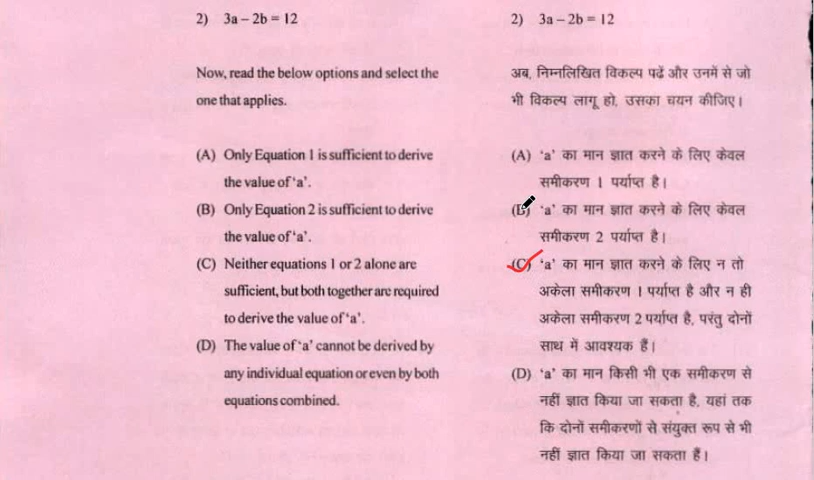 2) 3a – 2b = 12
Now, read the below options and select the
one that applies.
(A) Only Equation 1 is sufficient to derive
the value of ‘a’.
(B) Only Equation 2 is sufficient to derive
the value of ‘a’.
(C) Neither equations 1 or 2 alone are
sufficient, but both together are required
to derive the value of ‘a’.
(D) The value of ‘a’ cannot be derived by
any individual equation or even by both
equations combined.
2) 3a – 2b = 12
अब, निम्नलिखित विकल्प पढें और उनमें से जो
भी विकल्प लागू हो, उसका चयन कीजिए।
(A) ‘a’ का मान ज्ञात करने के लिए केवल
समीकरण 1 पर्याप्त है।
(B) ‘a’ का मान ज्ञात करने के लिए केवल
समीकरण 2 पर्याप्त है।
(C) ‘a’ का मान ज्ञात करने के लिए न तो
अकेला समीकरण 1 पर्याप्त है और न ही
अकेला समीकरण 2 पर्याप्त है, परंतु दोनों
साथ में आवश्यक हैं।
(D) ‘a’ का मान किसी भी एक समीकरण से
नहीं ज्ञात किया जा सकता है, यहां तक
कि दोनों समीकरणों से संयुक्त रूप से भी
नहीं ज्ञात किया जा सकता हैं।